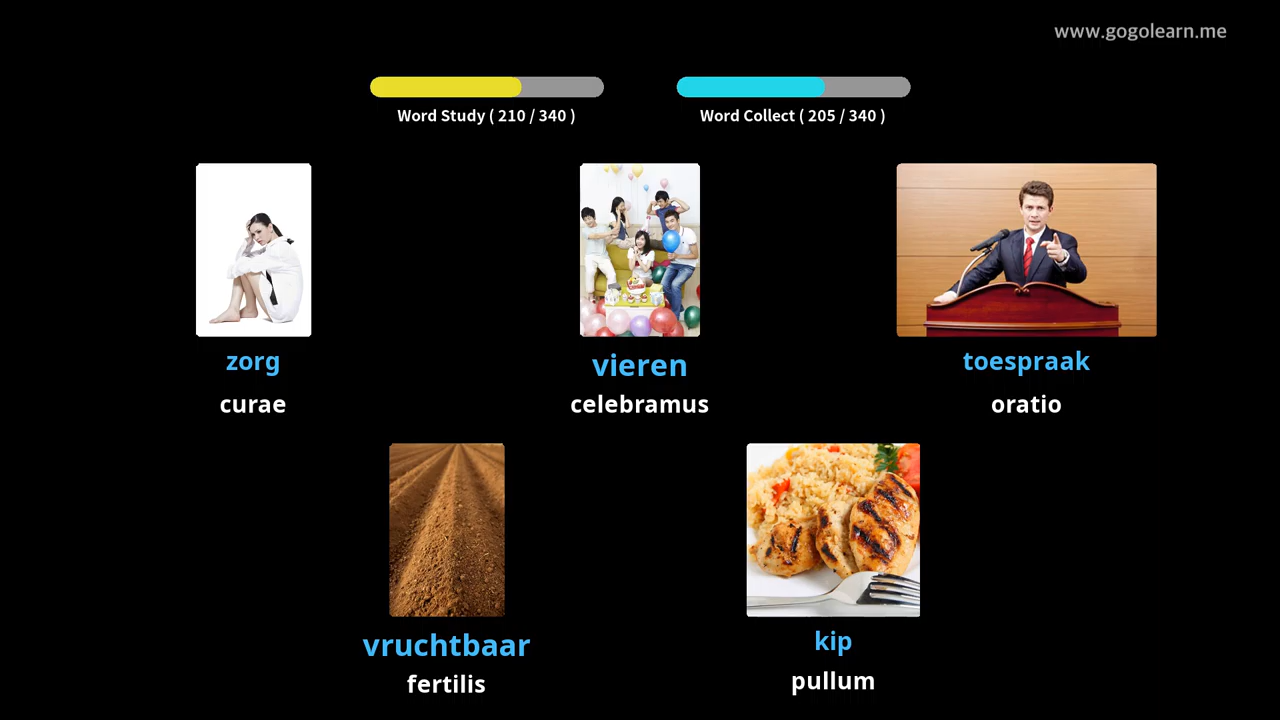 www.gogolearn.me
Word Study ( 210 / 340 )
Word Collect ( 205 / 340 )
zorg
curae
vieren
celebramus
toespraak
oratio
vruchtbaar
fertilis
kip
pullum